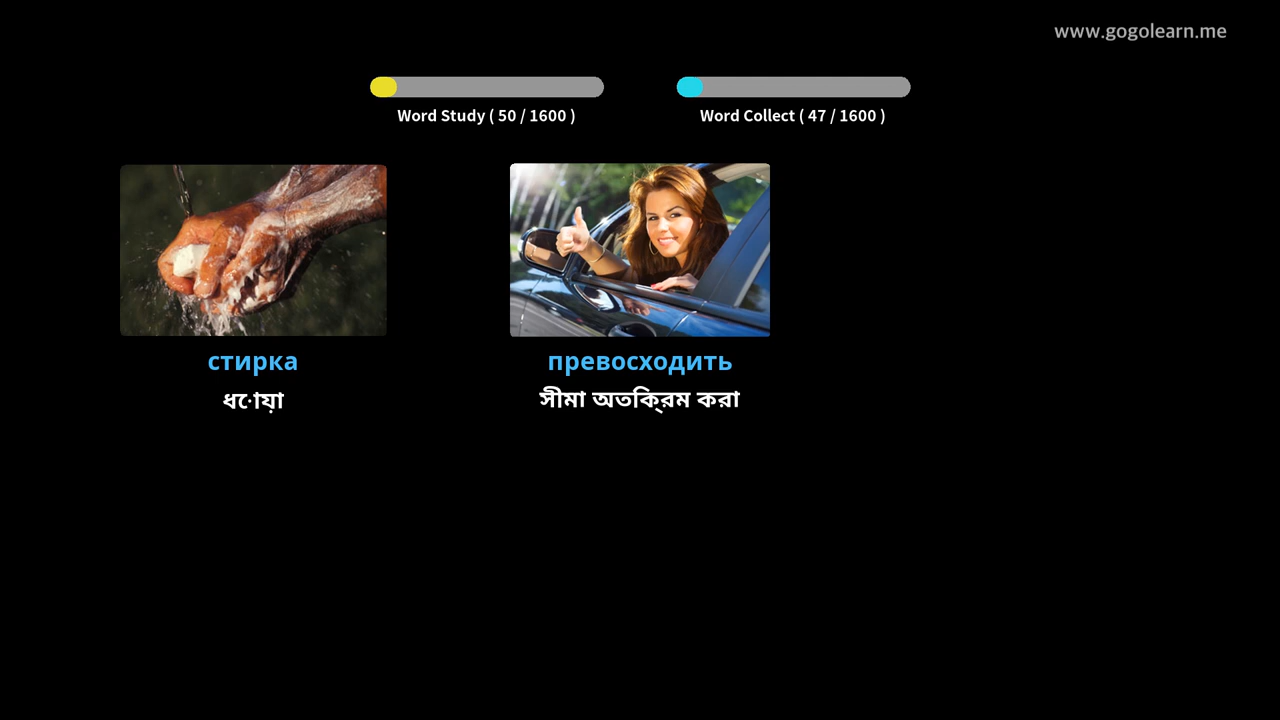 www.gogolearn.me
Word Study ( 50 / 1600 )
Word Collect ( 47 / 1600 )
стирка
превосходить
ধোয়া
সীমা অতিক্রম করা